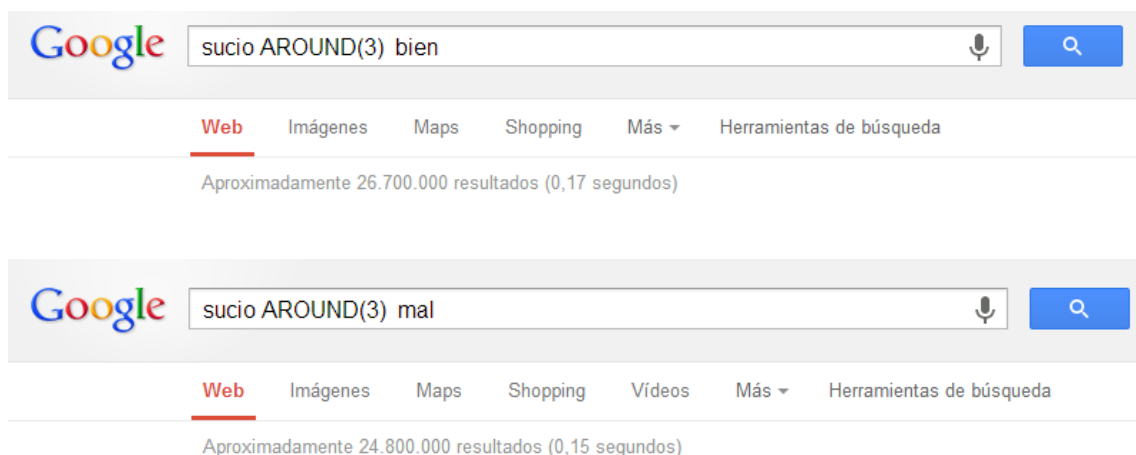 Google sucio AROUND(3) bien
Web Imágenes Maps Shopping Más Herramientas de búsqueda
Aproximadamente 26.700.000 resultados (0,17 segundos)
Google sucio AROUND(3) mal
Web Imágenes Maps Shopping Vídeos Más Herramientas de búsqueda
Aproximadamente 24.800.000 resultados (0,15 segundos)